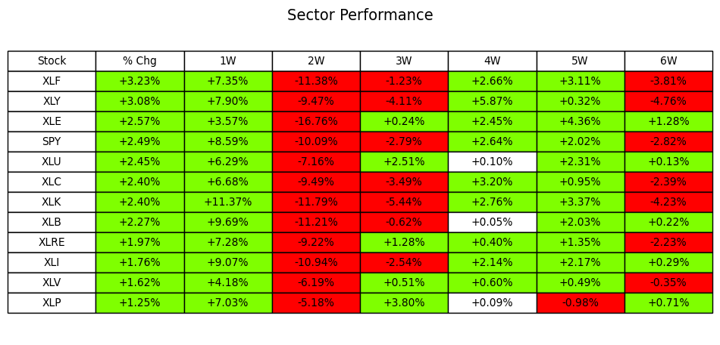 Sector Performance
Stock % Chg 1W 2W 3W 4W 5W 6W
XLF +3.23% +7.35% -11.38% -1.23% +2.66% +3.11% -3.81%
XLY +3.08% +7.90% -9.47% -4.11% +5.87% +0.32% -4.76%
XLE +2.57% +3.57% -16.76% +0.24% +2.45% +4.36% +1.28%
SPY +2.49% +8.59% -10.09% -2.79% +2.64% +2.02% -2.82%
XLU +2.45% +6.29% -7.16% +2.51% +0.10% +2.31% +0.13%
XLC +2.40% +6.68% -9.49% -3.49% +3.20% +0.95% -2.39%
XLK +2.40% +11.37% -11.79% -5.44% +2.76% +3.37% -4.23%
XLB +2.27% +9.69% -11.21% -0.62% +0.05% +2.03% +0.22%
XLRE +1.97% +7.28% -9.22% +1.28% +0.40% +1.35% -2.23%
XLI +1.76% +9.07% -10.94% -2.54% +2.14% +2.17% +0.29%
XLV +1.62% +4.18% -6.19% +0.51% +0.60% +0.49% -0.35%
XLP +1.25% +7.03% -5.18% +3.80% +0.09% -0.98% +0.71%